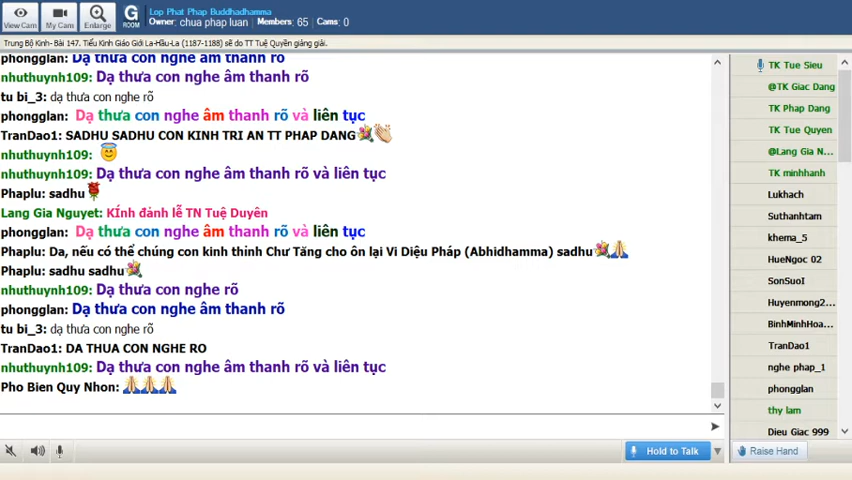 View Cam
My Cam
Enlarge
G
ROOM
Lop Phat Phap Buddhadhamma
Owner: chua phap luan Members: 65 Cams: 0
Trung Bộ Kinh- Bài 147. Tiểu Kinh Giáo Giới La-Hầu-La (1187-1188) sẽ do TT Tuệ Quyền giảng giải.
phongglan: Dạ thưa con nghe âm thanh rõ
nhuthuynh109: Dạ thưa con nghe âm thanh rõ
tu bi_3: dạ thưa con nghe rõ
phongglan: Dạ thưa con nghe âm thanh rõ và liên tục
TranDao1: SADHU SADHU CON KINH TRI AN TT PHAP DANG
nhuthuynh109:
nhuthuynh109: Dạ thưa con nghe âm thanh rõ và liên tục
Phaplu: sadhu
Lang Gia Nguyet: KÍnh đảnh lễ TN Tuệ Duyên
phongglan: Dạ thưa con nghe âm thanh rõ và liên tục
Phaplu: Da, nếu có thể chúng con kinh thinh Chư Tăng cho ôn lại Vi Diệu Pháp (Abhidhamma) sadhu
Phaplu: sadhu sadhu
nhuthuynh109: Dạ thưa con nghe rõ
phongglan: Dạ thưa con nghe âm thanh rõ
tu bi_3: dạ thưa con nghe rõ
TranDao1: DA THUA CON NGHE RO
nhuthuynh109: Dạ thưa con nghe âm thanh rõ và liên tục
Pho Bien Quy Nhon:
Hold to Talk
TK Tue Sieu
@TK Giac Dang
TK Phap Dang
TK Tue Quyen
@Lang Gia N...
TK minhhanh
Lukhach
Suthanhtam
khema_5
HueNgoc 02
SonSuoI
Huyenmong2...
BinhMinhHoa...
TranDao1
nghe phap_1
phongglan
thy lam
Dieu Giac 999
Raise Hand